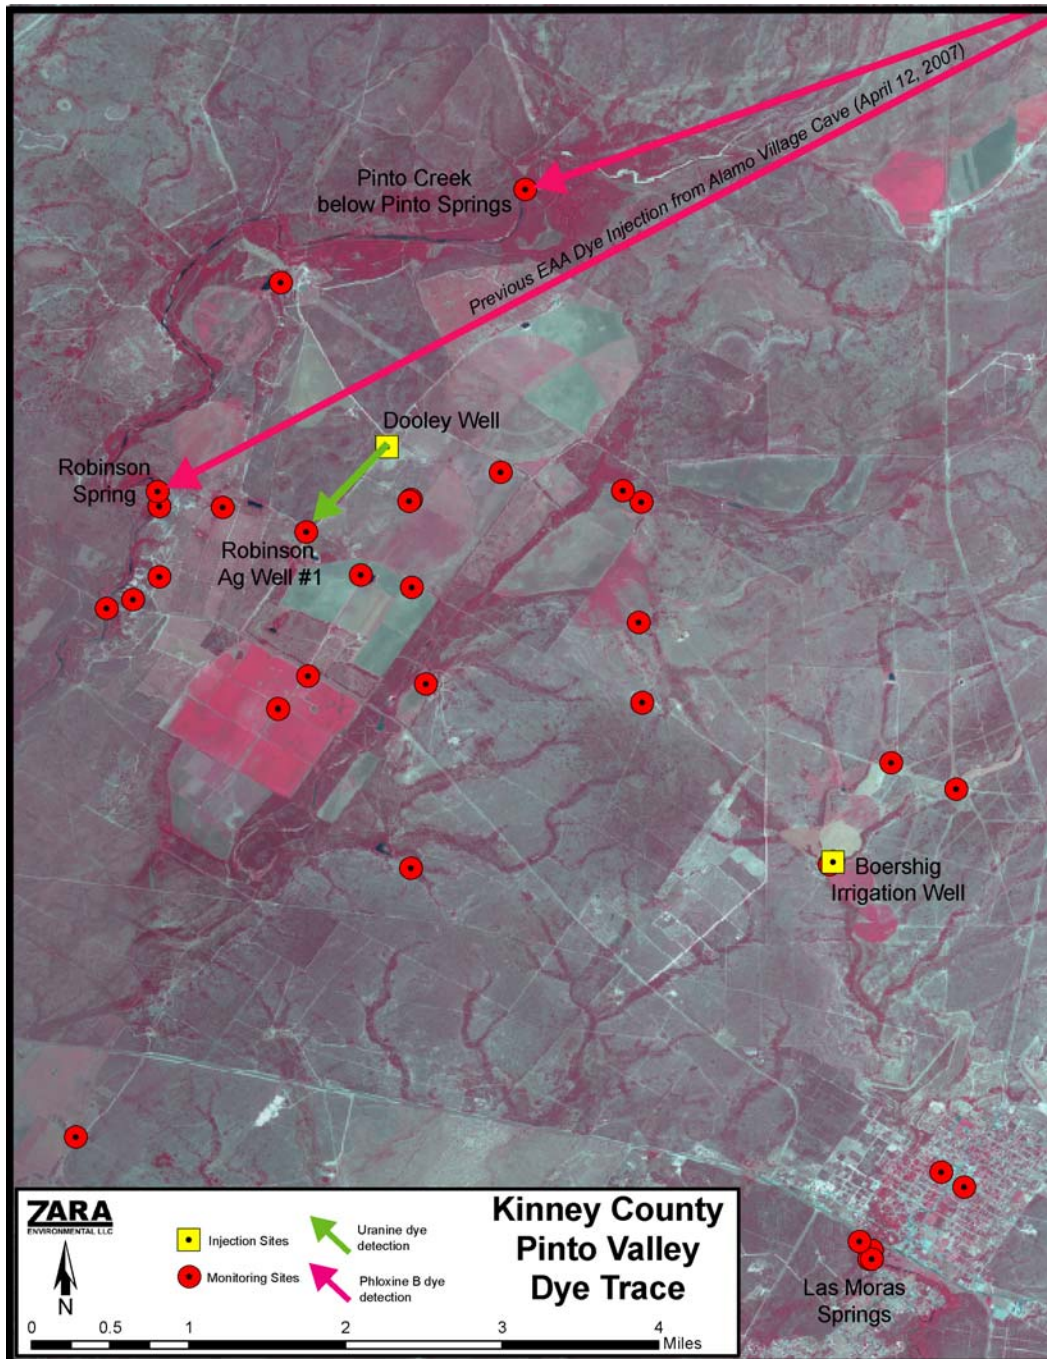 Previous EAA Dye Injection from Alamo Village Cave (April 12, 2007)
Pinto Creek
below Pinto Springs
Dooley Well
Robinson
Spring
Robinson
Ag Well #1
Boershig
Irrigation Well
Las Moras
Springs
ZARA
ENVIRONMENTAL LLC
N
Injection Sites
Monitoring Sites
Uranine dye
detection
Phloxine B dye
detection
Kinney County
Pinto Valley
Dye Trace
0 0.5 1 2 3 4
Miles